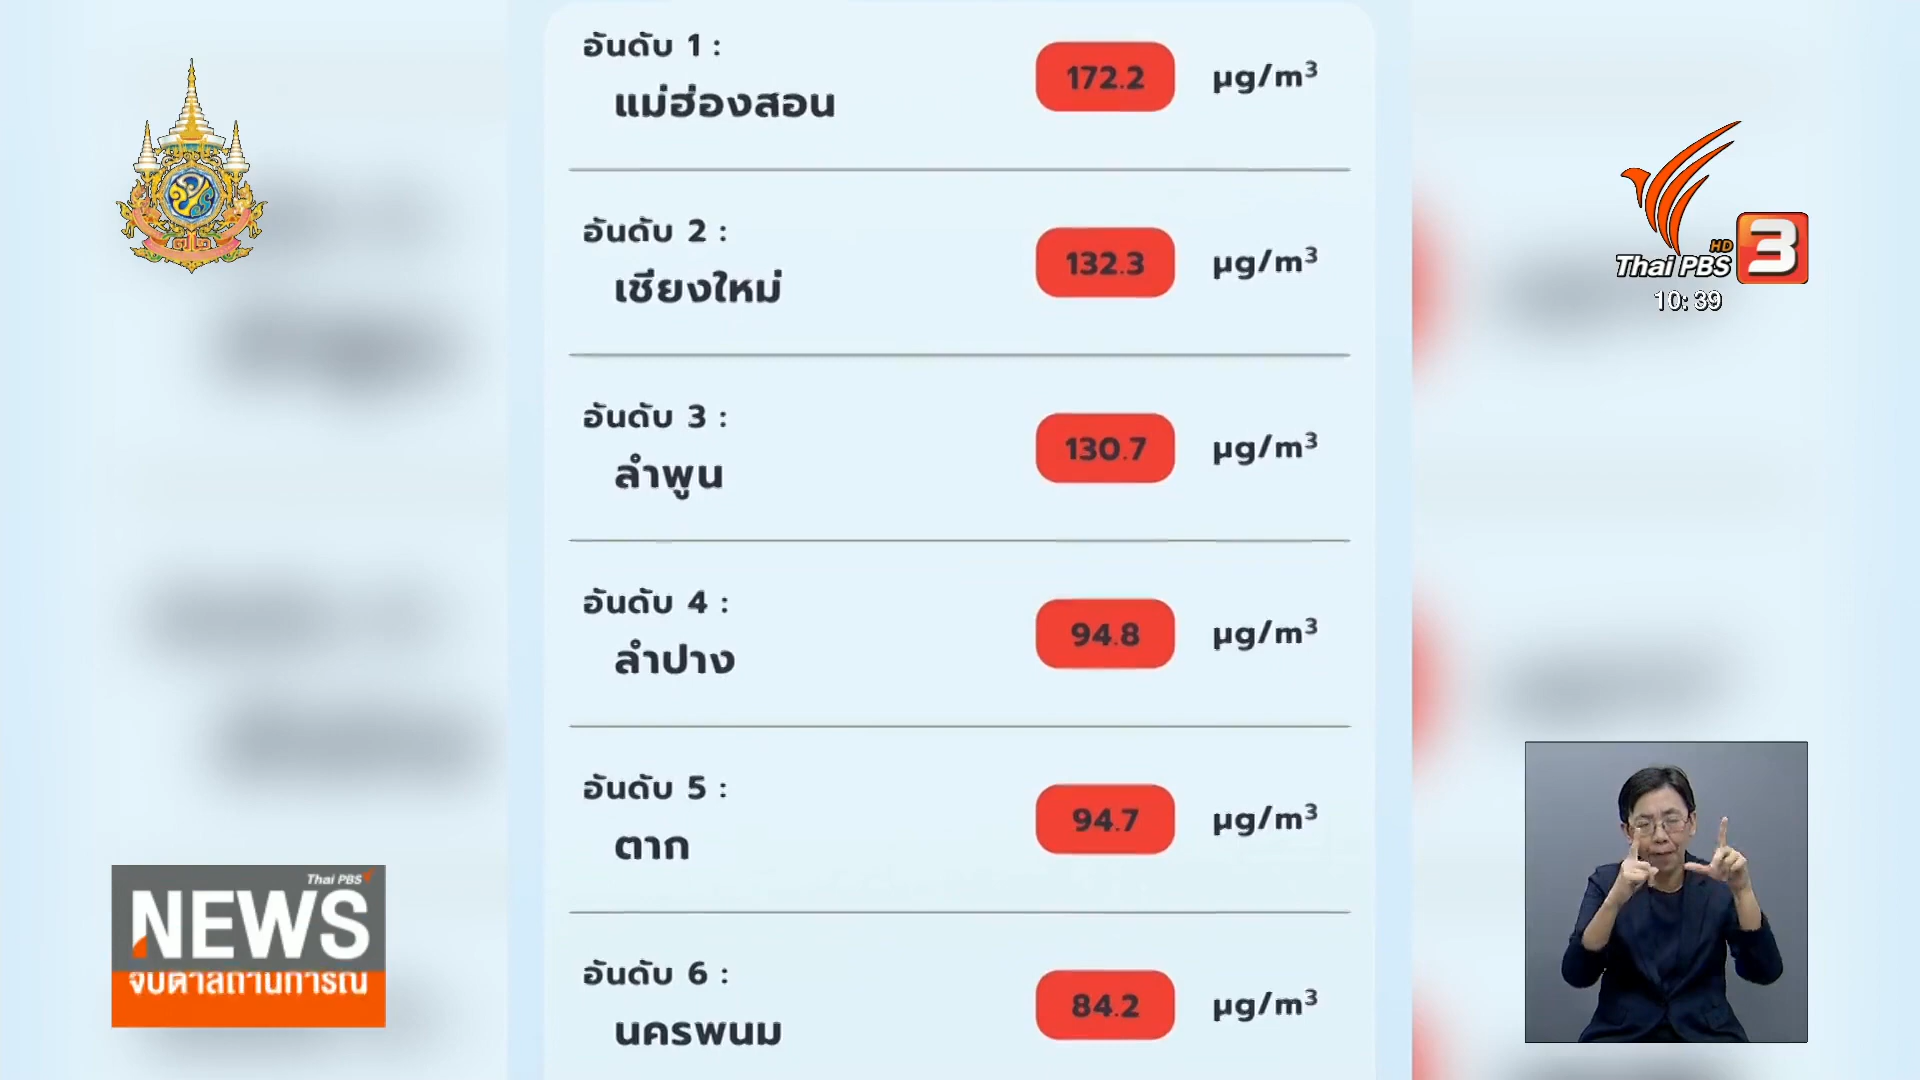 อันดับ 1 :
แม่ฮ่องสอน
172.2 µg/m³
อันดับ 2 :
เชียงใหม่
132.3 µg/m³
อันดับ 3 :
ลำพูน
130.7 µg/m³
อันดับ 4 :
ลำปาง
94.8 µg/m³
อันดับ 5 :
ตาก
94.7 µg/m³
อันดับ 6 :
นครพนม
84.2 µg/m³
๗๒
HD
Thai PBS 3
10:39
Thai PBS
NEWS
จับตาสถานการณ์